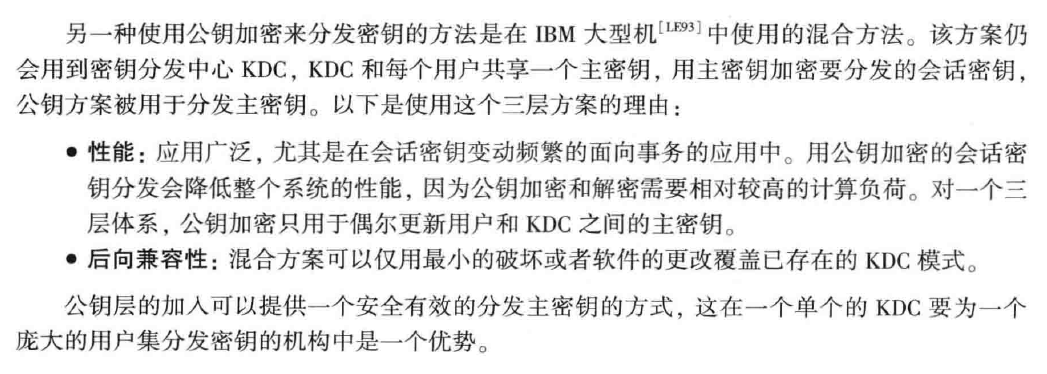 另一种使用公钥加密来分发密钥的方法是在 IBM 大型机[LE93]中使用的混合方法。该方案仍
会用到密钥分发中心 KDC，KDC 和每个用户共享一个主密钥，用主密钥加密要分发的会话密钥，
公钥方案被用于分发主密钥。以下是使用这个三层方案的理由：
● 性能：应用广泛，尤其是在会话密钥变动频繁的面向事务的应用中。用公钥加密的会话密
钥分发会降低整个系统的性能，因为公钥加密和解密需要相对较高的计算负荷。对一个三
层体系，公钥加密只用于偶尔更新用户和 KDC 之间的主密钥。
● 后向兼容性：混合方案可以仅用最小的破坏或者软件的更改覆盖已存在的 KDC 模式。
公钥层的加入可以提供一个安全有效的分发主密钥的方式，这在一个单个的 KDC 要为一个
庞大的用户集分发密钥的机构中是一个优势。